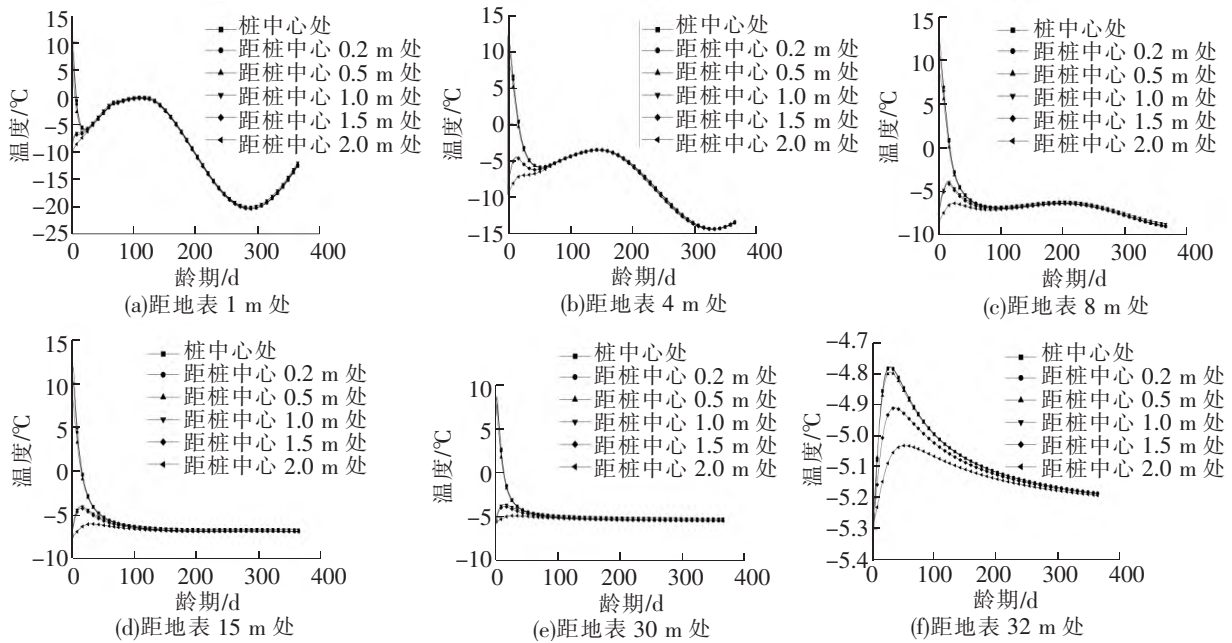 15
10
5
0
-5
-10
-15
-20
-25
温度/℃
0 100 200 300 400
龄期/d
桩中心处
距桩中心 0.2 m 处
距桩中心 0.5 m 处
距桩中心 1.0 m 处
距桩中心 1.5 m 处
距桩中心 2.0 m 处
(a)距地表 1 m 处
15
10
5
0
-5
-10
-15
温度/℃
0 100 200 300 400
龄期/d
桩中心处
距桩中心 0.2 m 处
距桩中心 0.5 m 处
距桩中心 1.0 m 处
距桩中心 1.5 m 处
距桩中心 2.0 m 处
(b)距地表 4 m 处
15
10
5
0
-5
-10
温度/℃
0 100 200 300 400
龄期/d
桩中心处
距桩中心 0.2 m 处
距桩中心 0.5 m 处
距桩中心 1.0 m 处
距桩中心 1.5 m 处
距桩中心 2.0 m 处
(c)距地表 8 m 处
15
10
5
0
-5
-10
温度/℃
0 100 200 300 400
龄期/d
桩中心处
距桩中心 0.2 m 处
距桩中心 0.5 m 处
距桩中心 1.0 m 处
距桩中心 1.5 m 处
距桩中心 2.0 m 处
(d)距地表 15 m 处
10
5
0
-5
-10
温度/℃
0 100 200 300 400
龄期/d
桩中心处
距桩中心 0.2 m 处
距桩中心 0.5 m 处
距桩中心 1.0 m 处
距桩中心 1.5 m 处
距桩中心 2.0 m 处
(e)距地表 30 m 处
-4.7
-4.8
-4.9
-5.0
-5.1
-5.2
-5.3
-5.4
温度/℃
0 100 200 300 400
龄期/d
桩中心处
距桩中心 0.2 m 处
距桩中心 0.5 m 处
距桩中心 1.0 m 处
距桩中心 1.5 m 处
距桩中心 2.0 m 处
(f)距地表 32 m 处